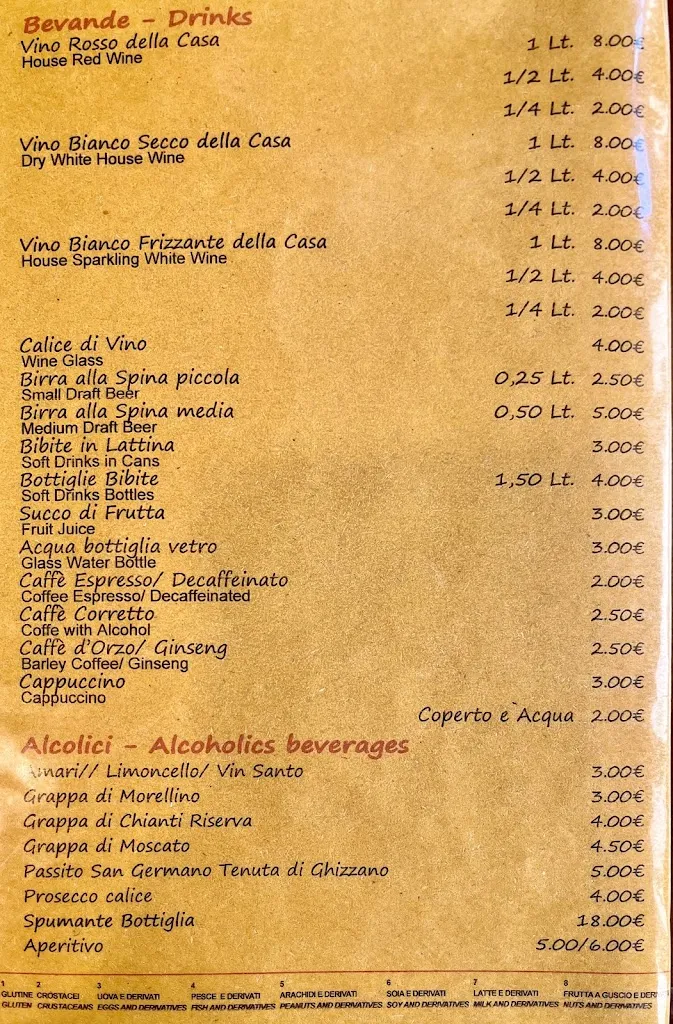 Bevande - Drinks
Vino Rosso della Casa 1 Lt. 8.00€
House Red Wine
1/2 Lt. 4.00€
1/4 Lt. 2.00€
Vino Bianco Secco della Casa 1 Lt. 8.00€
Dry White House Wine
1/2 Lt. 4.00€
1/4 Lt. 2.00€
Vino Bianco Frizzante della Casa 1 Lt. 8.00€
House Sparkling White Wine
1/2 Lt. 4.00€
1/4 Lt. 2.00€
Calice di Vino 4.00€
Wine Glass
Birra alla Spina piccola 0,25 Lt. 2.50€
Small Draft Beer
Birra alla Spina media 0,50 Lt. 5.00€
Medium Draft Beer
Bibite in Lattina 3.00€
Soft Drinks in Cans
Bottiglie Bibite 1,50 Lt. 4.00€
Soft Drinks Bottles
Succo di Frutta 3.00€
Fruit Juice
Acqua bottiglia vetro 3.00€
Glass Water Bottle
Caffè Espresso/ Decaffeinato 2.00€
Coffee Espresso/ Decaffeinated
Caffè Corretto 2.50€
Coffe with Alcohol
Caffè d'Orzo/ Ginseng 2.50€
Barley Coffee/ Ginseng
Cappuccino 3.00€
Cappuccino
Coperto e Acqua 2.00€
Alcolici - Alcoholics beverages
Amari// Limoncello/ Vin Santo 3.00€
Grappa di Morellino 3.00€
Grappa di Chianti Riserva 4.00€
Grappa di Moscato 4.50€
Passito San Germano Tenuta di Ghizzano 5.00€
Prosecco calice 4.00€
Spumante Bottiglia 18.00€
Aperitivo 5.00/6.00€
1 2 3 4 5 6 7 8
GLUTINE CROSTACEI UOVA E DERIVATI PESCE E DERIVATI ARACHIDI E DERIVATI SOIA E DERIVATI LATTE E DERIVATI FRUTTA A GUSCIO E DERI
GLUTEN CRUSTACEANS EGGS AND DERIVATIVES FISH AND DERIVATIVES PEANUTS AND DERIVATIVES SOY AND DERIVATIVES MILK AND DERIVATIVES NUTS AND DERIVATIVES